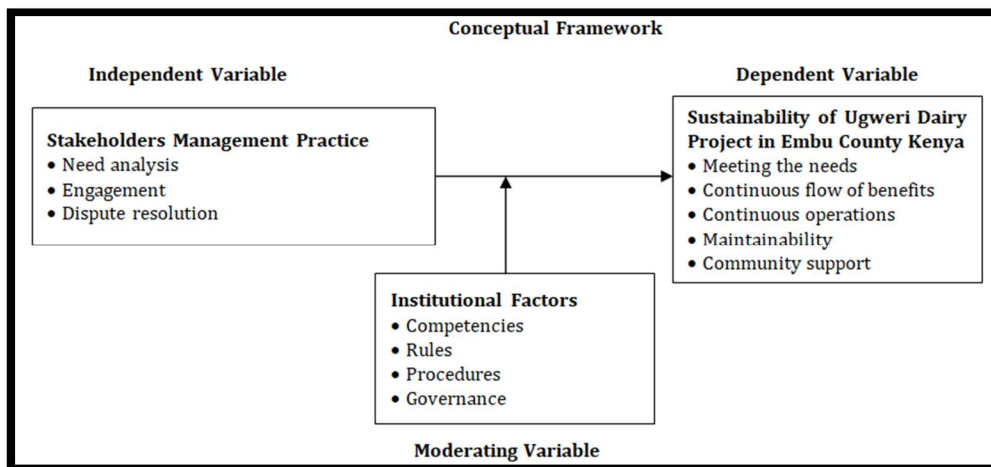 Conceptual Framework
Independent Variable
Dependent Variable
Stakeholders Management Practice
• Need analysis
• Engagement
• Dispute resolution
Sustainability of Ugweri Dairy
Project in Embu County Kenya
• Meeting the needs
• Continuous flow of benefits
• Continuous operations
• Maintainability
• Community support
Institutional Factors
• Competencies
• Rules
• Procedures
• Governance
Moderating Variable